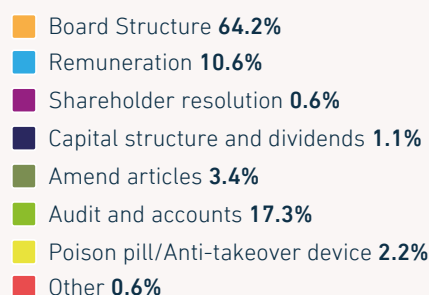 Board Structure 64.2%
Remuneration 10.6%
Shareholder resolution 0.6%
Capital structure and dividends 1.1%
Amend articles 3.4%
Audit and accounts 17.3%
Poison pill/Anti-takeover device 2.2%
Other 0.6%